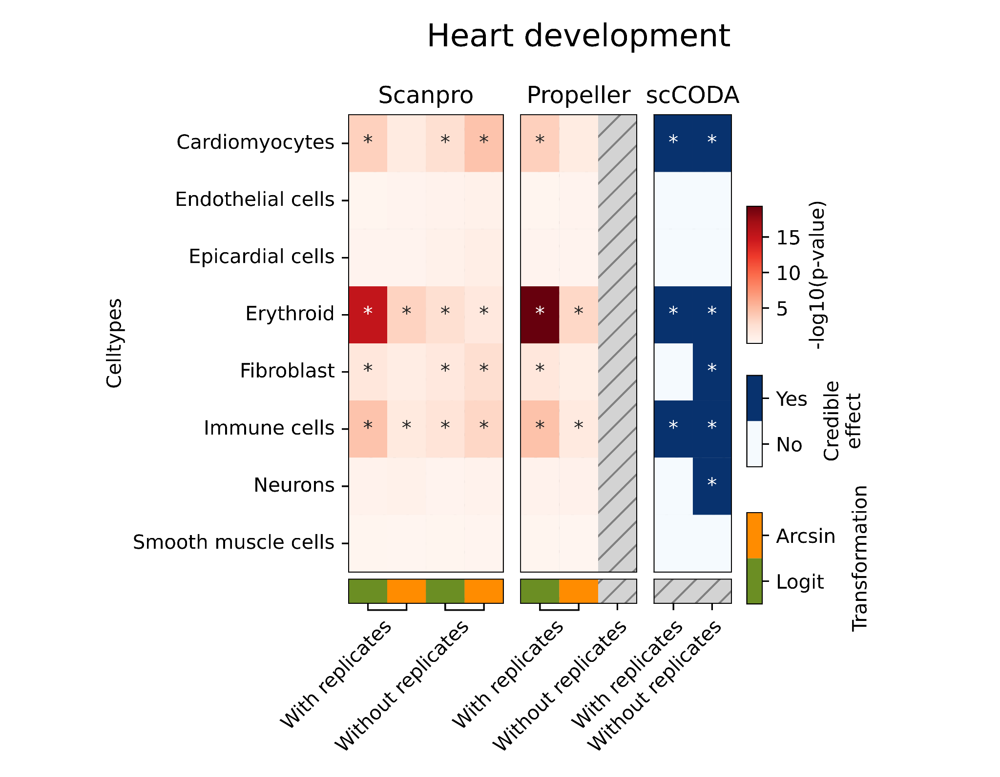 Heart development
Scanpro
Propeller
scCODA
Celltypes
Cardiomyocytes
* * * * * *
Endothelial cells
Epicardial cells
Erythroid
* * * * * * * *
Fibroblast
* * * * *
Immune cells
* * * * * * * *
Neurons
*
Smooth muscle cells
With replicates
Without replicates
With replicates
Without replicates
With replicates
Without replicates
15
10
5
-log10(p-value)
Yes
No
Credible
effect
Arcsin
Logit
Transformation